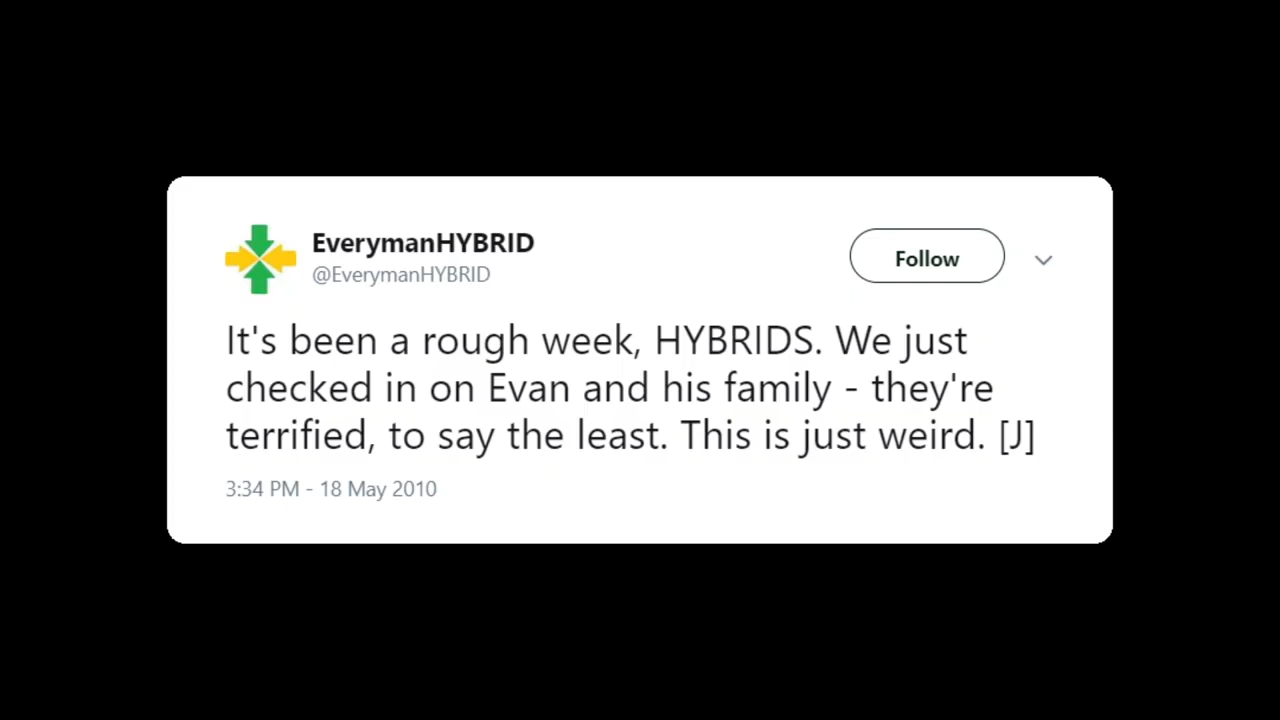 EverymanHYBRID
@EverymanHYBRID
Follow
It's been a rough week, HYBRIDS. We just
checked in on Evan and his family - they're
terrified, to say the least. This is just weird. [J]
3:34 PM - 18 May 2010